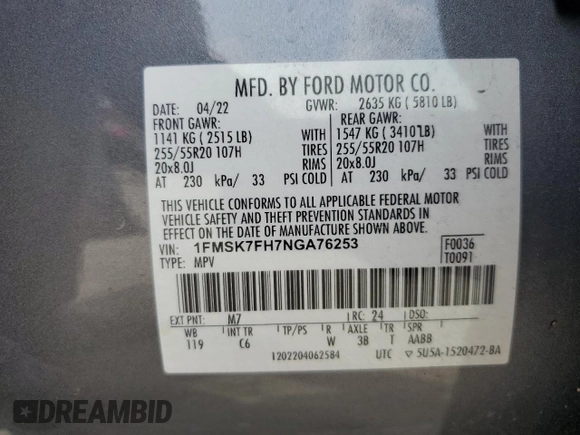 MFD. BY FORD MOTOR CO.
DATE: 04/22 GVWR: 2635 KG ( 5810 LB)
FRONT GAWR: REAR GAWR:
1141 KG ( 2515 LB) WITH 1547 KG ( 3410LB) WITH
255/55R20 107H TIRES 255/55R20 107H TIRES
20x8.0J RIMS 20x8.0J RIMS
AT 230 kPa/ 33 PSI COLD AT 230 kPa/ 33 PSI COLD
THIS VEHICLE CONFORMS TO ALL APPLICABLE FEDERAL MOTOR
VEHICLE SAFETY AND THEFT PREVENTION STANDARDS IN
EFFECT ON THE DATE OF MANUFACTURE SHOWN ABOVE.
VIN: 1FMSK7FH7NGA76253 F0036
TYPE: MPV T0091
EXT PNT: M7 RC: 24 DSO:
WB INT TR TP/PS R AXLE T SPR
119 C6 W 3B T AABB
1202204062584 UTC ▽ 5U5A-1520472-BA
DREAMBID